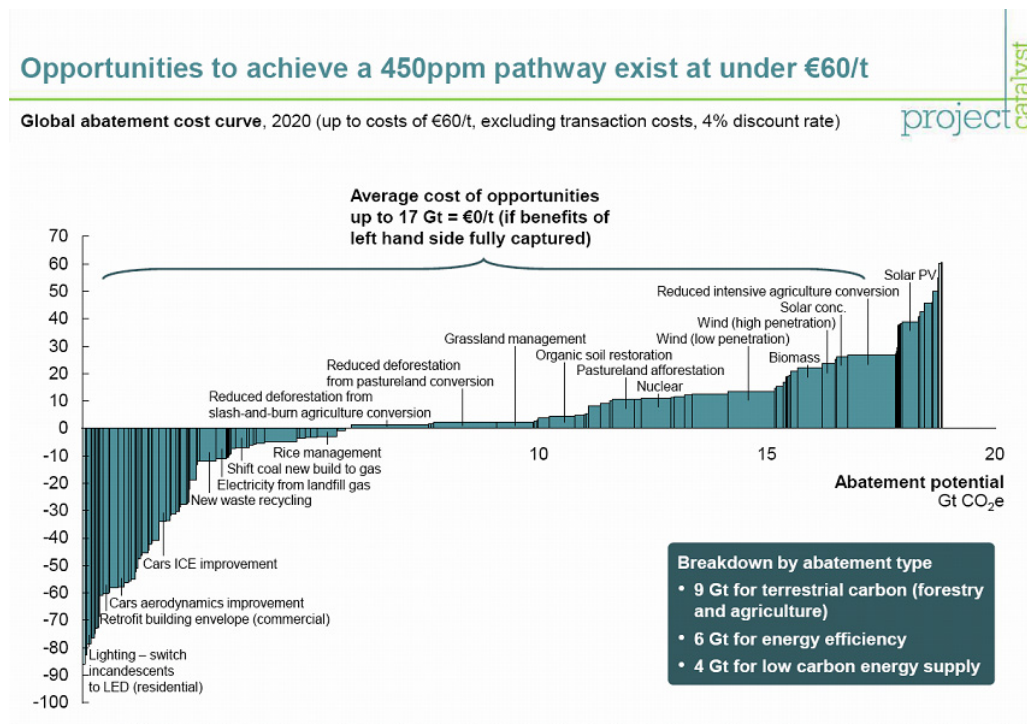 Opportunities to achieve a 450ppm pathway exist at under €60/t
project
catalyst
Global abatement cost curve, 2020 (up to costs of €60/t, excluding transaction costs, 4% discount rate)
Average cost of opportunities
up to 17 Gt = €0/t (if benefits of
left hand side fully captured)
70
60
50
40
30
20
10
0
-10
-20
-30
-40
-50
-60
-70
-80
-90
-100
Solar PV
Reduced intensive agriculture conversion
Solar conc.
Wind (high penetration)
Grassland management
Wind (low penetration)
Organic soil restoration
Biomass
Reduced deforestation
from pastureland conversion
Pastureland afforestation
Nuclear
Reduced deforestation from
slash-and-burn agriculture conversion
Rice management
Shift coal new build to gas
Electricity from landfill gas
New waste recycling
Cars ICE improvement
Cars aerodynamics improvement
Retrofit building envelope (commercial)
Lighting – switch
incandescents
to LED (residential)
10
15
20
Abatement potential
Gt CO₂e
Breakdown by abatement type
• 9 Gt for terrestrial carbon (forestry
and agriculture)
• 6 Gt for energy efficiency
• 4 Gt for low carbon energy supply